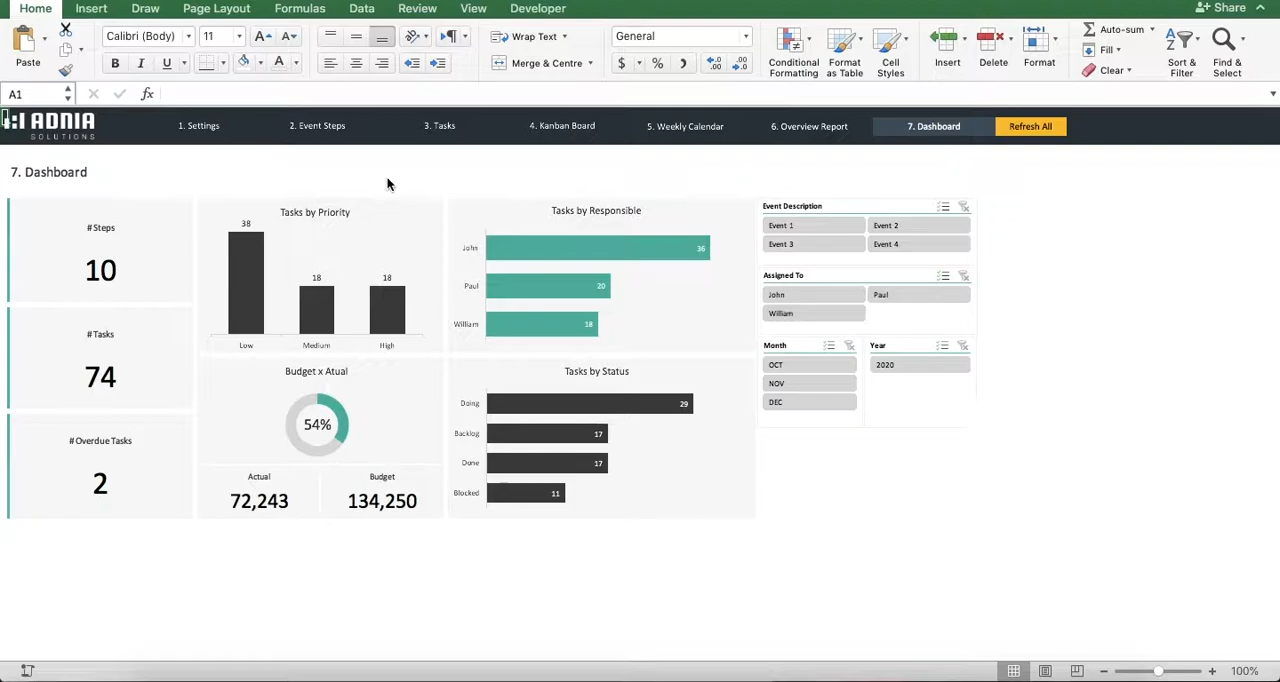 Home Insert Draw Page Layout Formulas Data Review View Developer Share
Calibri (Body) 11 Wrap Text General Auto-sum
Fill
Paste B I U A Merge & Centre $ % Conditional Formatting Format as Table Cell Styles Insert Delete Format Clear Sort & Filter Find & Select
A1 fx
ADNIA
SOLUTIONS
1. Settings 2. Event Steps 3. Tasks 4. Kanban Board 5. Weekly Calendar 6. Overview Report 7. Dashboard Refresh All
7. Dashboard
# Steps
10
# Tasks
74
# Overdue Tasks
2
Tasks by Priority
38
18 18
Low Medium High
Budget x Atual
54%
Actual Budget
72,243 134,250
Tasks by Responsible
John 36
Paul 20
William 18
Tasks by Status
Doing 29
Backlog 17
Done 17
Blocked 11
Event Description
Event 1 Event 2
Event 3 Event 4
Assigned To
John Paul
William
Month Year
OCT 2020
NOV
DEC
100%